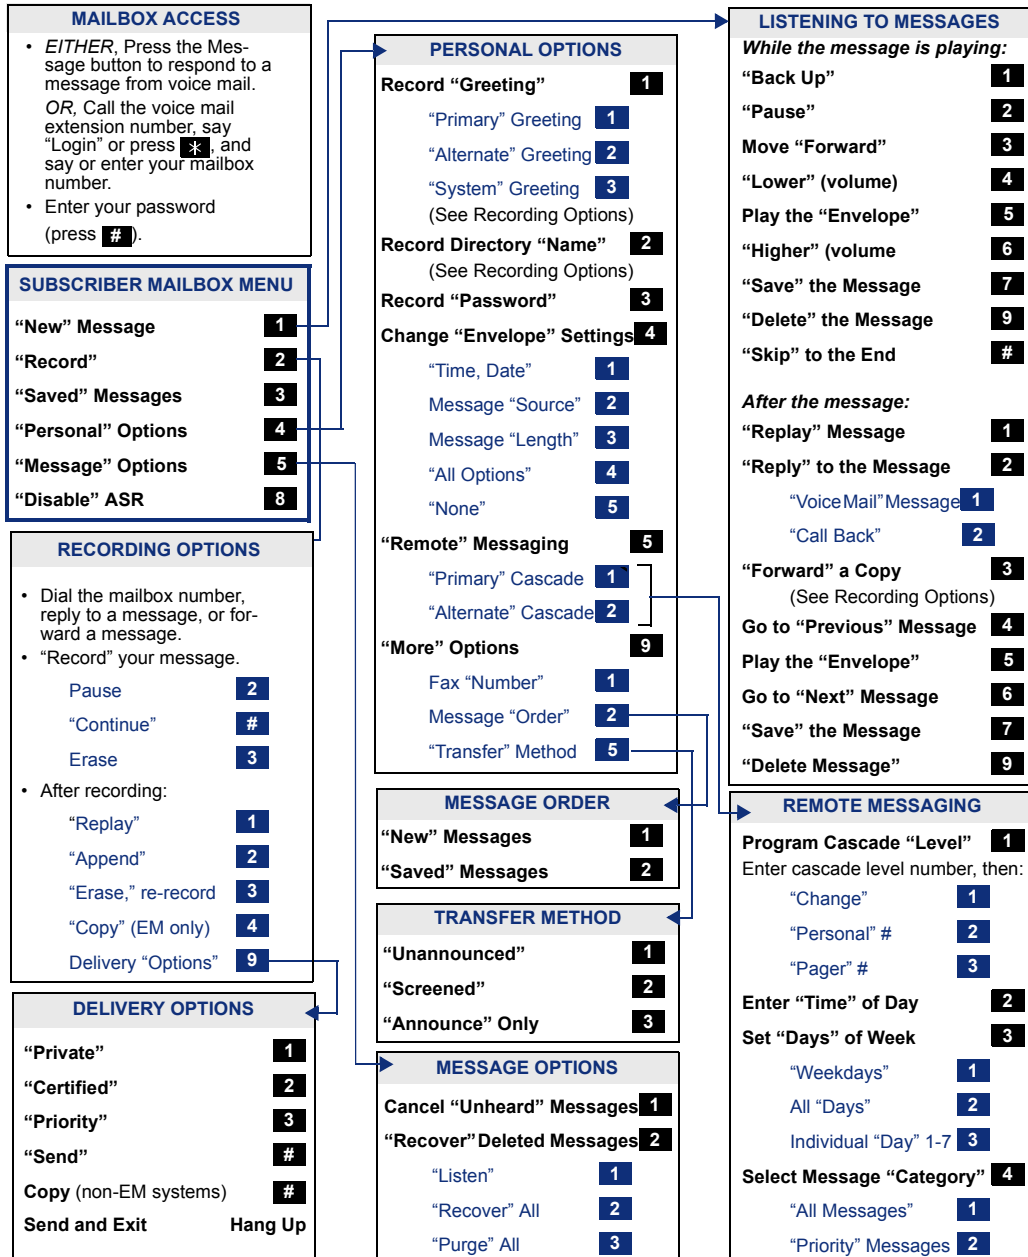 MAILBOX ACCESS
• EITHER, Press the Mes-
sage button to respond to a
message from voice mail.
OR, Call the voice mail
extension number, say
“Login” or press *, and
say or enter your mailbox
number.
• Enter your password
(press #).
SUBSCRIBER MAILBOX MENU
“New” Message 1
“Record” 2
“Saved” Messages 3
“Personal” Options 4
“Message” Options 5
“Disable” ASR 8
RECORDING OPTIONS
• Dial the mailbox number,
reply to a message, or for-
ward a message.
• “Record” your message.
Pause 2
“Continue” #
Erase 3
• After recording:
“Replay” 1
“Append” 2
“Erase,” re-record 3
“Copy” (EM only) 4
Delivery “Options” 9
DELIVERY OPTIONS
“Private” 1
“Certified” 2
“Priority” 3
“Send” #
Copy (non-EM systems) #
Send and Exit Hang Up
PERSONAL OPTIONS
Record “Greeting” 1
“Primary” Greeting 1
“Alternate” Greeting 2
“System” Greeting 3
(See Recording Options)
Record Directory “Name” 2
(See Recording Options)
Record “Password” 3
Change “Envelope” Settings 4
“Time, Date” 1
Message “Source” 2
Message “Length” 3
“All Options” 4
“None” 5
“Remote” Messaging 5
“Primary” Cascade 1
“Alternate” Cascade 2
“More” Options 9
Fax “Number” 1
Message “Order” 2
“Transfer” Method 5
MESSAGE ORDER
“New” Messages 1
“Saved” Messages 2
TRANSFER METHOD
“Unannounced” 1
“Screened” 2
“Announce” Only 3
MESSAGE OPTIONS
Cancel “Unheard” Messages 1
“Recover” Deleted Messages 2
“Listen” 1
“Recover” All 2
“Purge” All 3
LISTENING TO MESSAGES
While the message is playing:
“Back Up” 1
“Pause” 2
Move “Forward” 3
“Lower” (volume) 4
Play the “Envelope” 5
“Higher” (volume 6
“Save” the Message 7
“Delete” the Message 9
“Skip” to the End #
After the message:
“Replay” Message 1
“Reply” to the Message 2
“Voice Mail” Message 1
“Call Back” 2
“Forward” a Copy 3
(See Recording Options)
Go to “Previous” Message 4
Play the “Envelope” 5
Go to “Next” Message 6
“Save” the Message 7
“Delete Message” 9
REMOTE MESSAGING
Program Cascade “Level” 1
Enter cascade level number, then:
“Change” 1
“Personal” # 2
“Pager” # 3
Enter “Time” of Day 2
Set “Days” of Week 3
“Weekdays” 1
All “Days” 2
Individual “Day” 1-7 3
Select Message “Category” 4
“All Messages” 1
“Priority” Messages 2